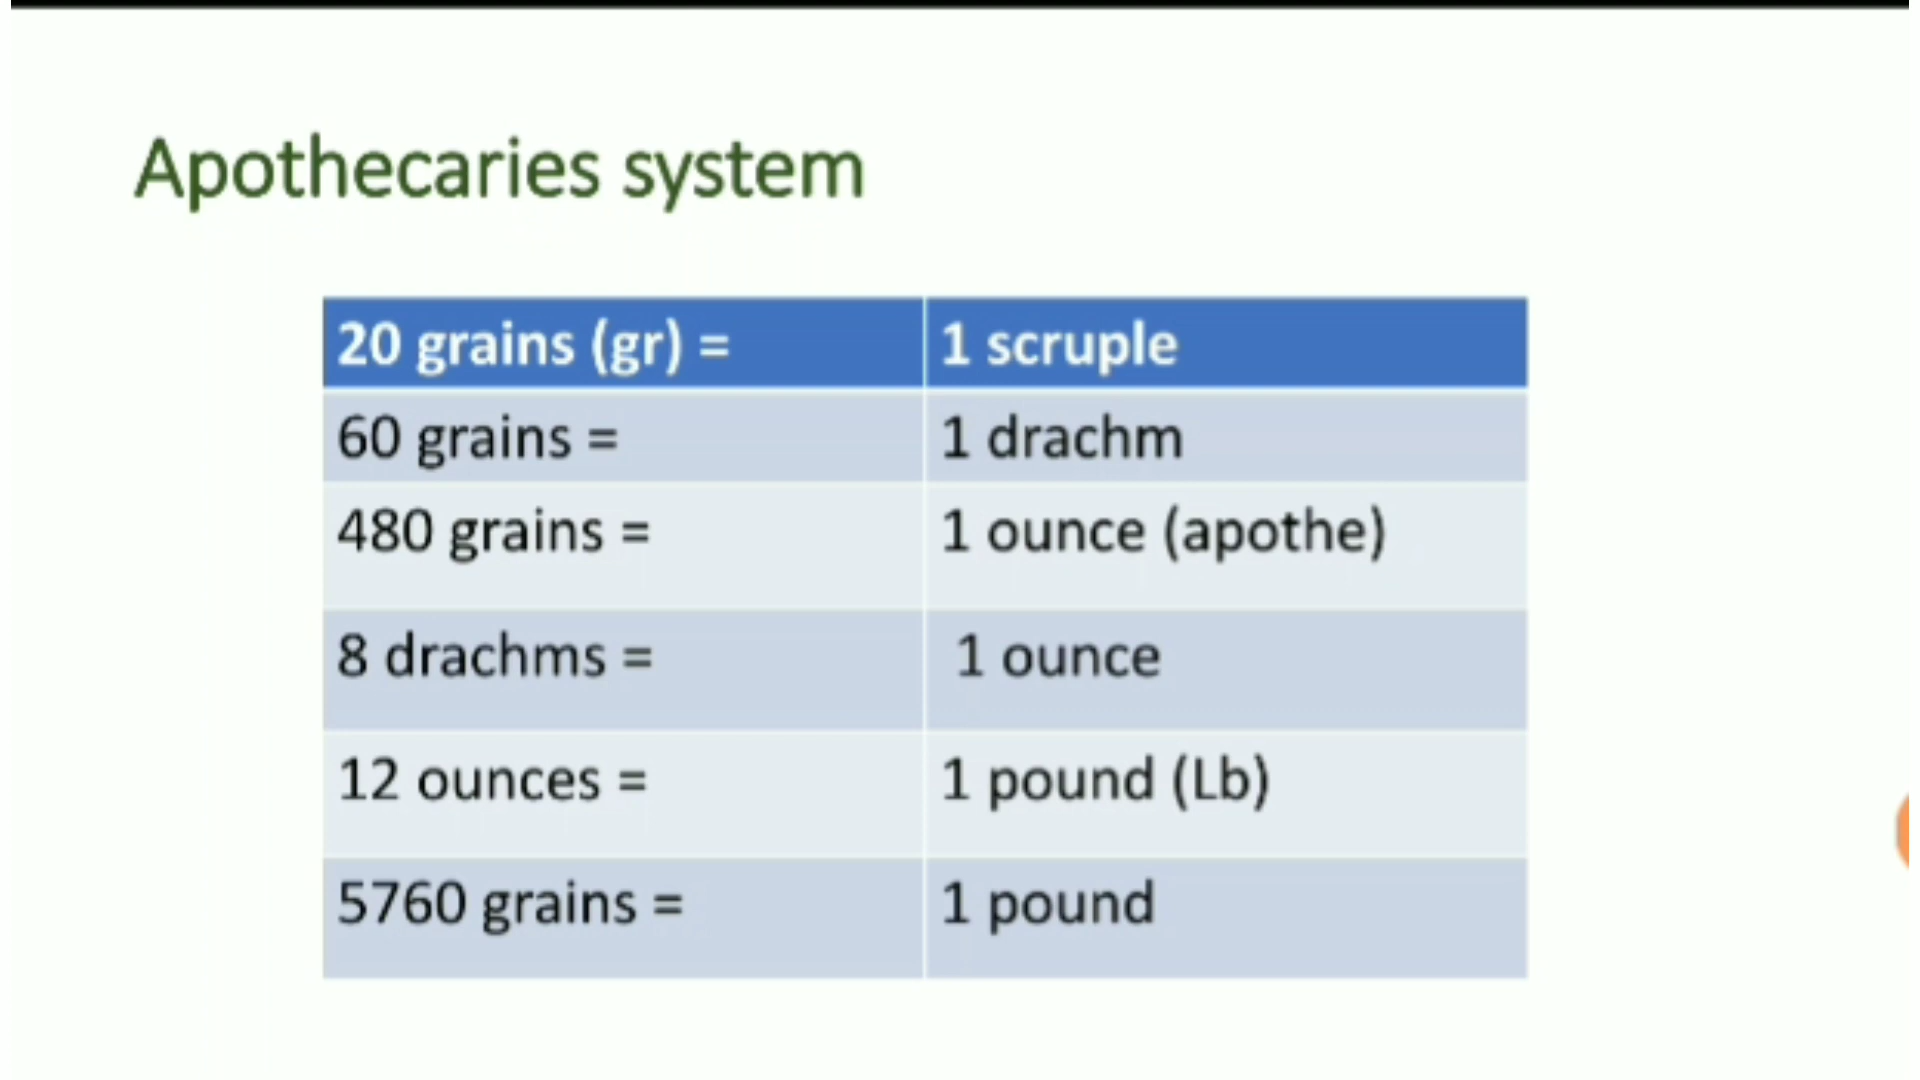 Apothecaries system
20 grains (gr) = 1 scruple
60 grains = 1 drachm
480 grains = 1 ounce (apothe)
8 drachms = 1 ounce
12 ounces = 1 pound (Lb)
5760 grains = 1 pound